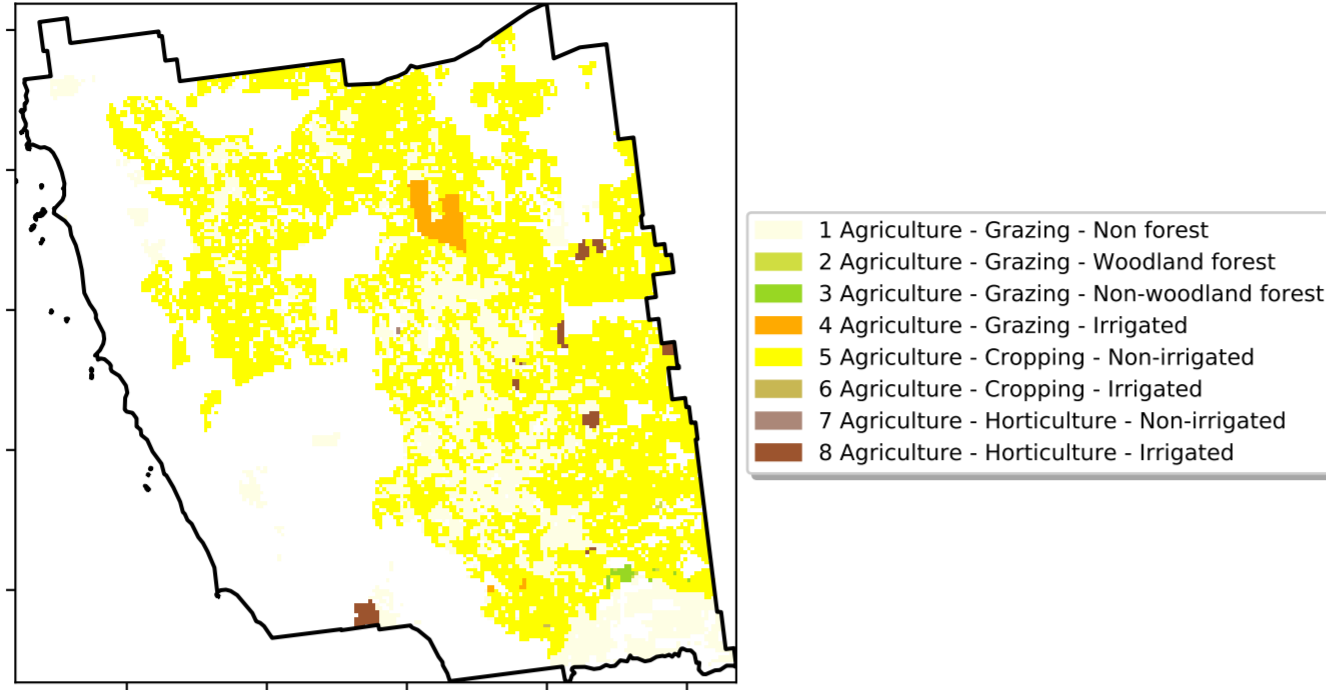 1 Agriculture - Grazing - Non forest
2 Agriculture - Grazing - Woodland forest
3 Agriculture - Grazing - Non-woodland forest
4 Agriculture - Grazing - Irrigated
5 Agriculture - Cropping - Non-irrigated
6 Agriculture - Cropping - Irrigated
7 Agriculture - Horticulture - Non-irrigated
8 Agriculture - Horticulture - Irrigated